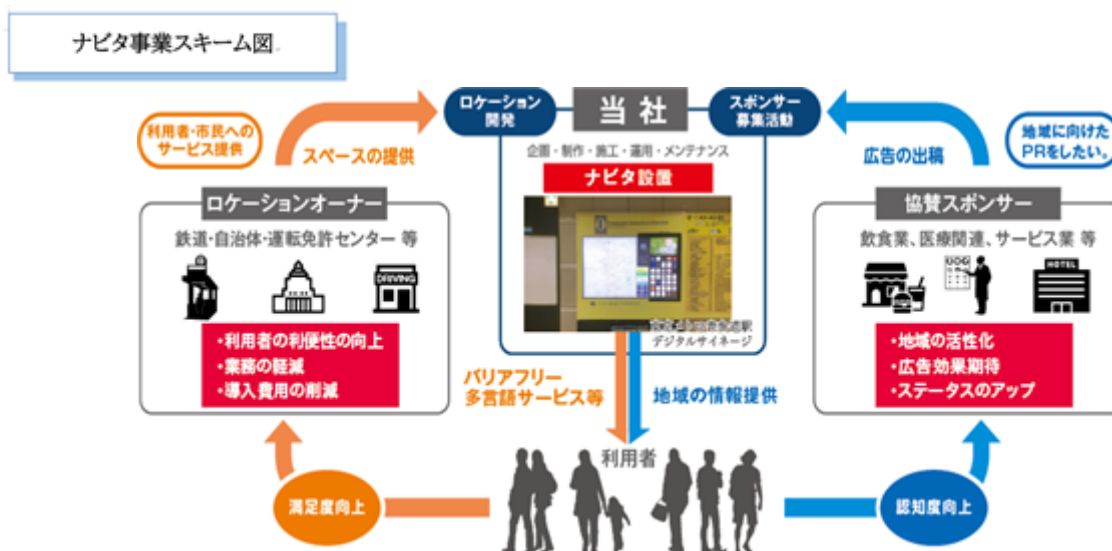 ナビタ事業スキーム図
ロケーション
開発
当社
スポンサー
募集活動
利用者・市民への
サービス提供
スペースの提供
企画・制作・施工・運用・メンテナンス
ナビタ設置
広告の出稿
地域に向けた
PRをしたい。
ロケーションオーナー
鉄道・自治体・運転免許センター 等
DRIVING
・利用者の利便性の向上
・業務の軽減
・導入費用の削減
デジタルサイネージ
協賛スポンサー
飲食業、医療関連、サービス業 等
HOTEL
・地域の活性化
・広告効果期待
・ステータスのアップ
バリアフリー
多言語サービス等
地域の情報提供
利用者
満足度向上
認知度向上